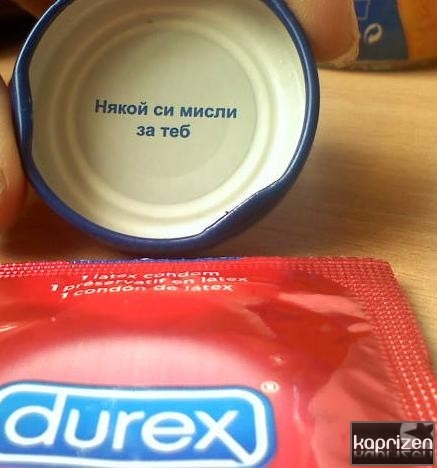 Някой си мисли
за теб
1 latex condom
1 préservatif en latex
1 condón de látex
durex®
kaprizen